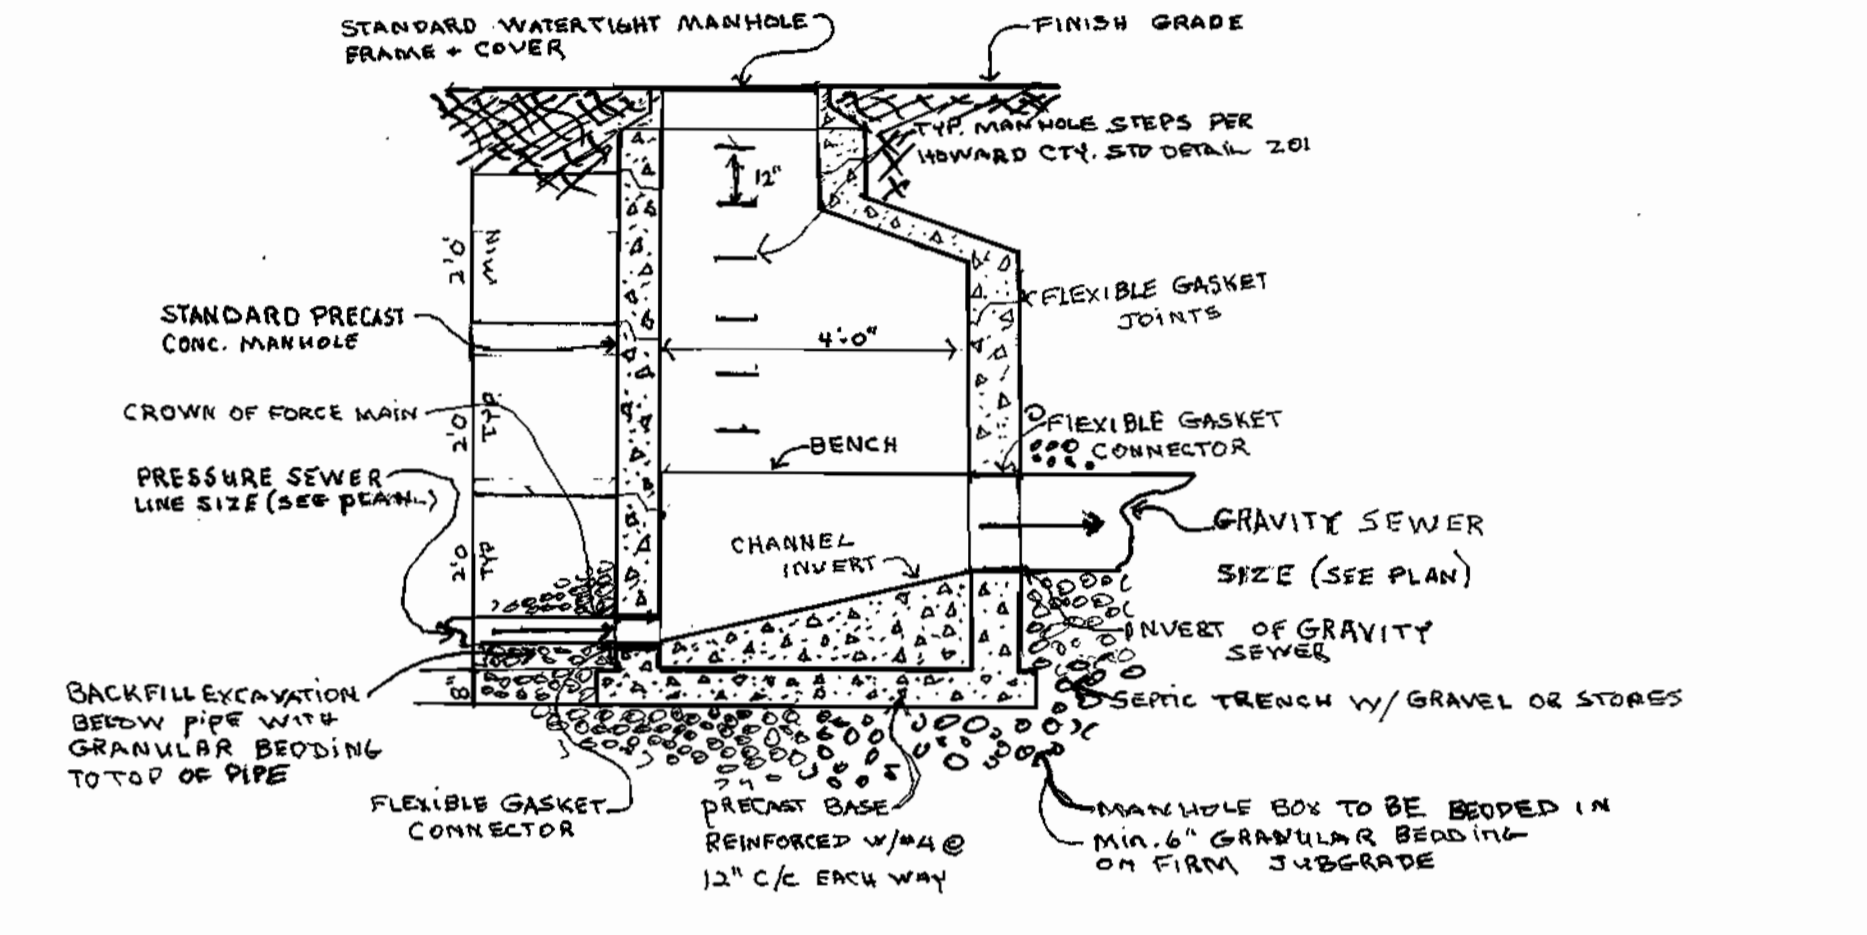 STANDARD WATERTIGHT MANHOLE
FRAME + COVER
FINISH GRADE
TYP. MANHOLE STEPS PER
HOWARD CTY. STD DETAIL 201
12"
2'0"
MIN
STANDARD PRECAST
CONC. MANHOLE
FLEXIBLE GASKET
JOINTS
4'-0"
CROWN OF FORCE MAIN
2'0
TYP
BENCH
FLEXIBLE GASKET
CONNECTOR
PRESSURE SEWER
LINE SIZE (SEE PLAN)
GRAVITY SEWER
SIZE (SEE PLAN)
CHANNEL
INVERT
2'0
TYP
INVERT OF GRAVITY
SEWER
8"
BACKFILL EXCAVATION
BELOW PIPE WITH
GRANULAR BEDDING
TO TOP OF PIPE
SEPTIC TRENCH W/ GRAVEL OR STORES
FLEXIBLE GASKET
CONNECTOR
PRECAST BASE
REINFORCED W/#4 @
12" C/C EACH WAY
MANHOLE BOX TO BE BEDDED IN
Min. 6" GRANULAR BEDDING
ON FIRM SUBGRADE